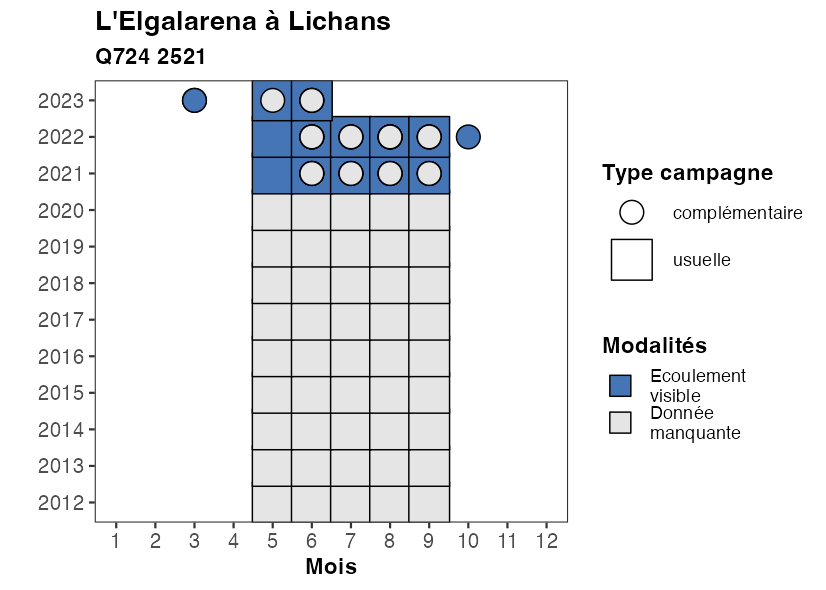 L'Elgalarena à Lichans
Q724 2521
2023
2022
2021
2020
2019
2018
2017
2016
2015
2014
2013
2012
1 2 3 4 5 6 7 8 9 10 11 12
Mois
Type campagne
complémentaire
usuelle
Modalités
Ecoulement
visible
Donnée
manquante